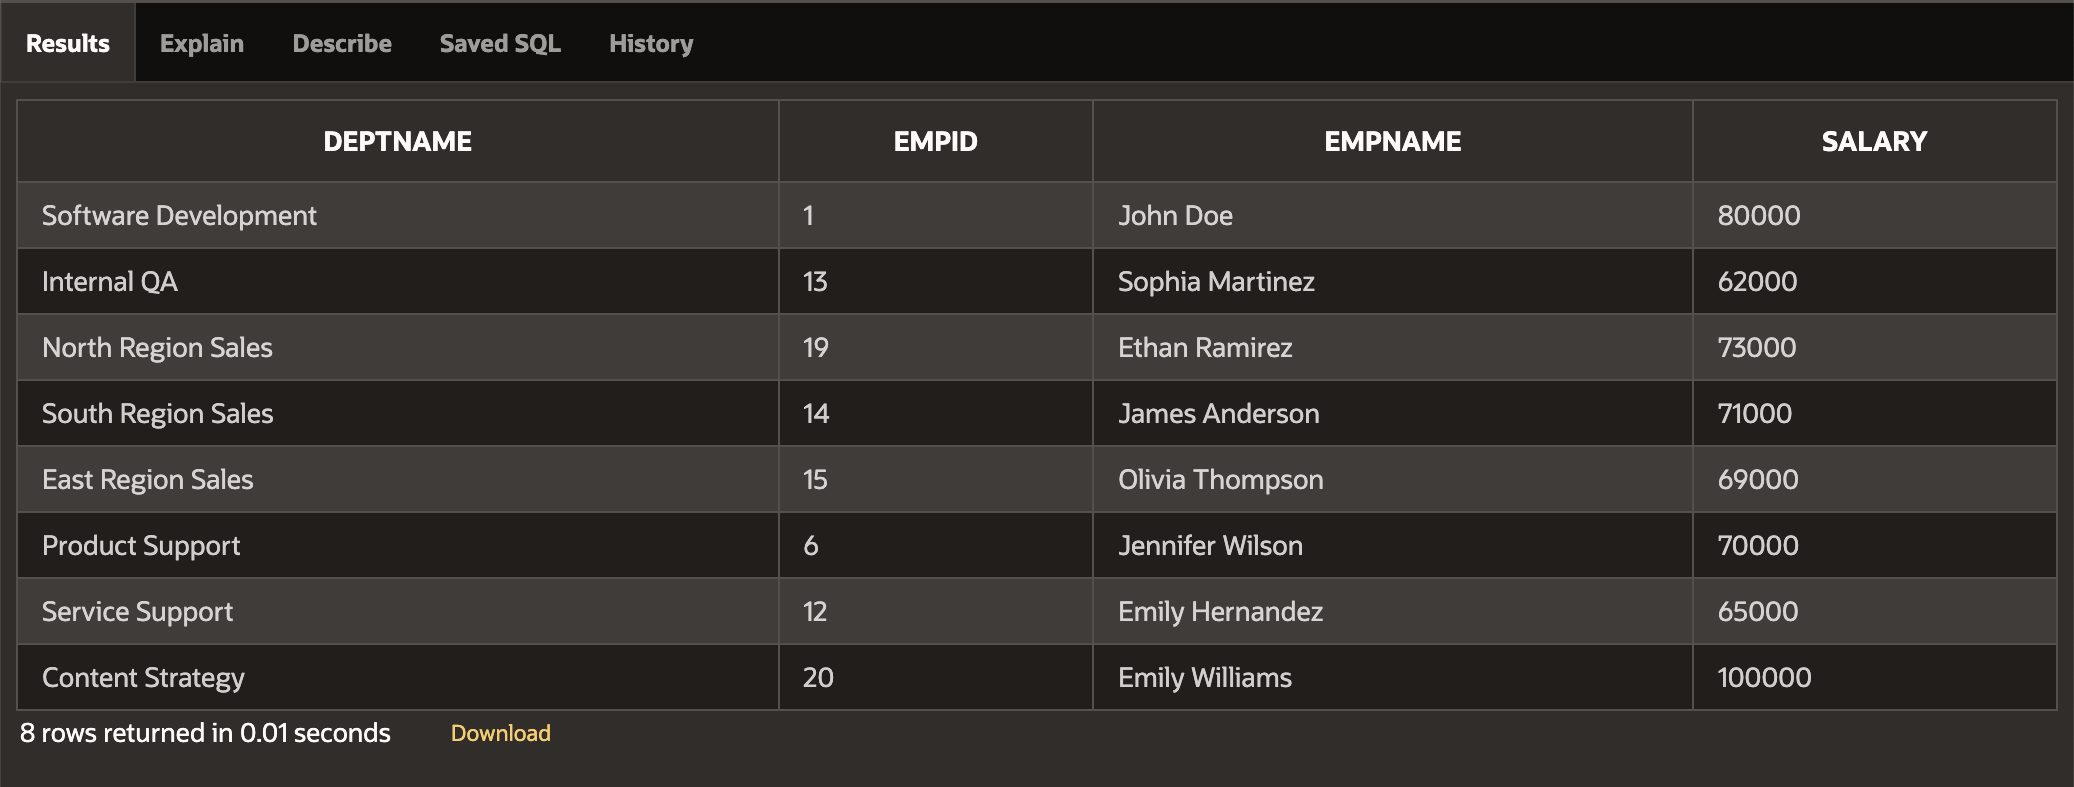 Results Explain Describe Saved SQL History
DEPTNAME EMPID EMPNAME SALARY
Software Development 1 John Doe 80000
Internal QA 13 Sophia Martinez 62000
North Region Sales 19 Ethan Ramirez 73000
South Region Sales 14 James Anderson 71000
East Region Sales 15 Olivia Thompson 69000
Product Support 6 Jennifer Wilson 70000
Service Support 12 Emily Hernandez 65000
Content Strategy 20 Emily Williams 100000
8 rows returned in 0.01 seconds Download